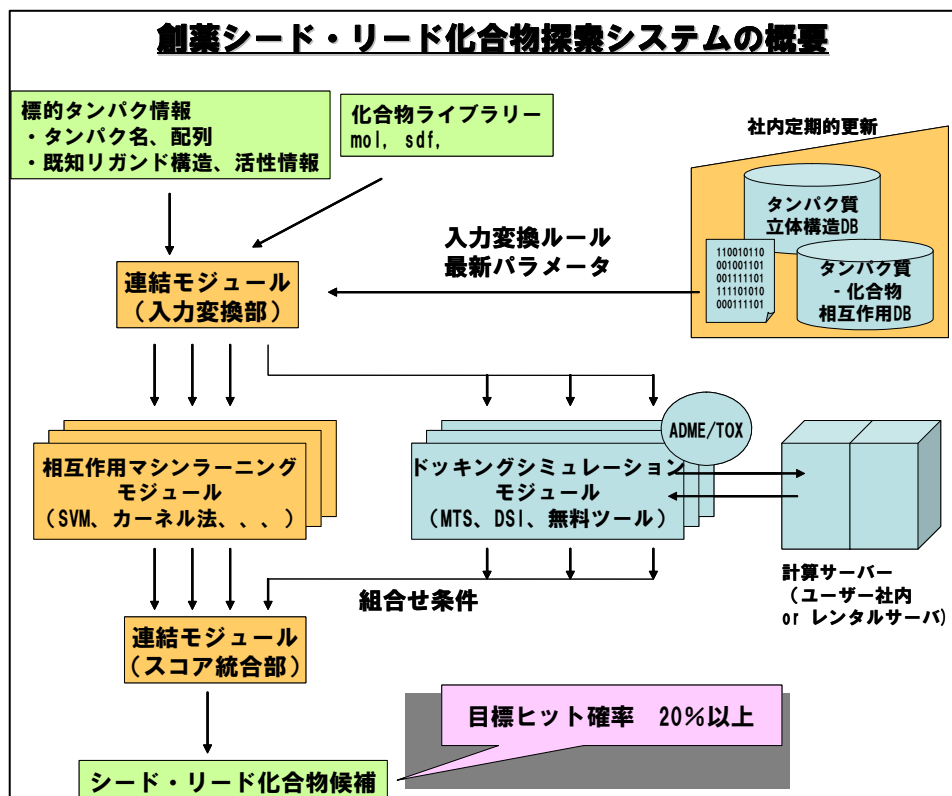 創薬シード・リード化合物探索システムの概要
標的タンパク情報
・タンパク名、配列
・既知リガンド構造、活性情報
化合物ライブラリー
mol, sdf,
社内定期的更新
タンパク質
立体構造DB
110010110
001001101
001111101
111101010
000111101
タンパク質
-化合物
相互作用DB
入力変換ルール
最新パラメータ
連結モジュール
(入力変換部)
相互作用マシンラーニング
モジュール
(SVM、カーネル法、、、)
ADME/TOX
ドッキングシミュレーション
モジュール
(MTS、DSI、無料ツール)
計算サーバー
(ユーザー社内
or レンタルサーバ)
組合せ条件
連結モジュール
(スコア統合部)
目標ヒット確率 20%以上
シード・リード化合物候補